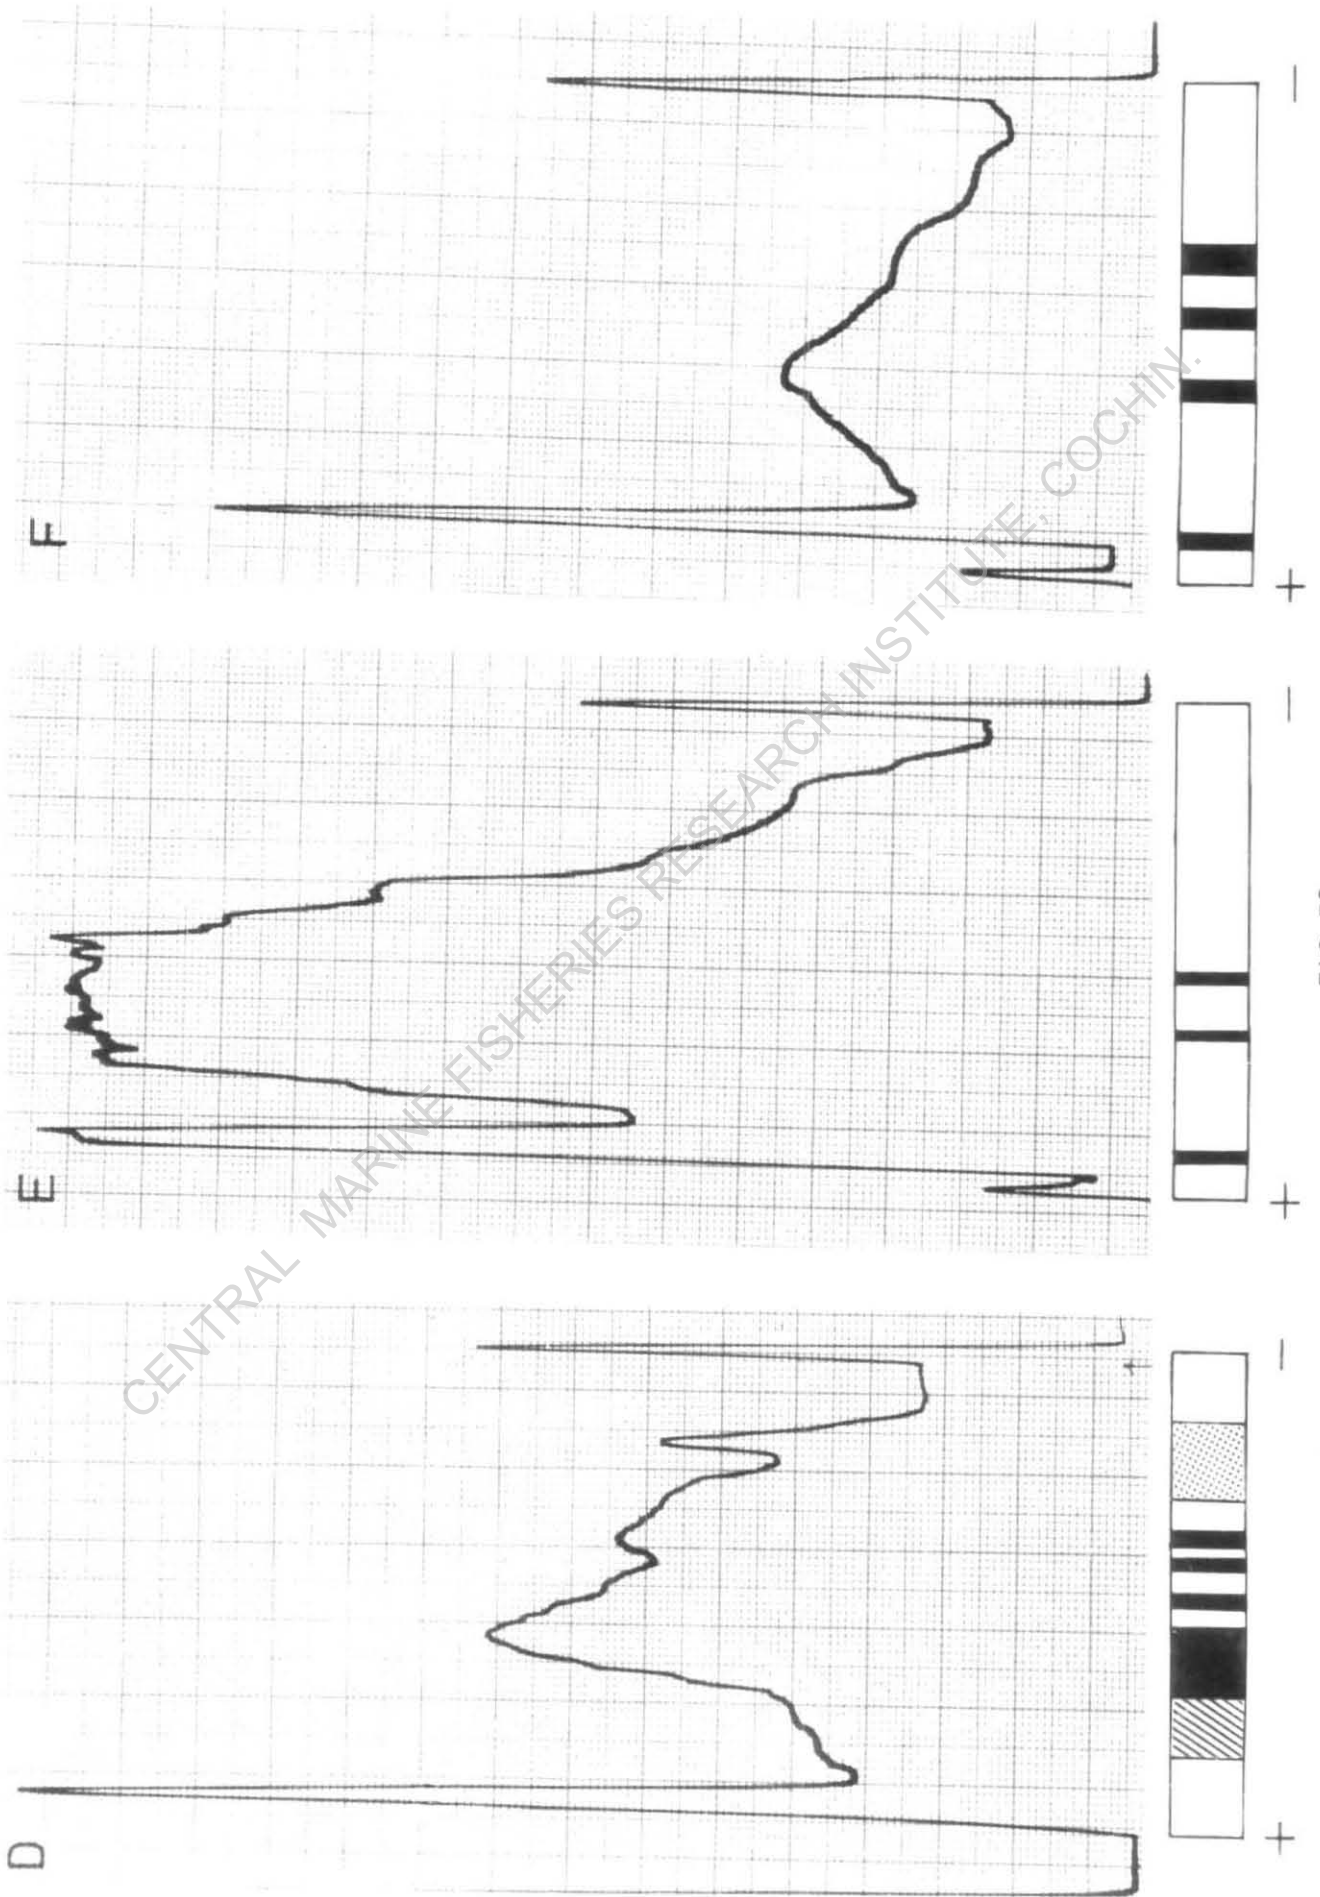 D
E
F
+ −
+ −
+ −
CENTRAL MARINE FISHERIES RESEARCH INSTITUTE, COCHIN.